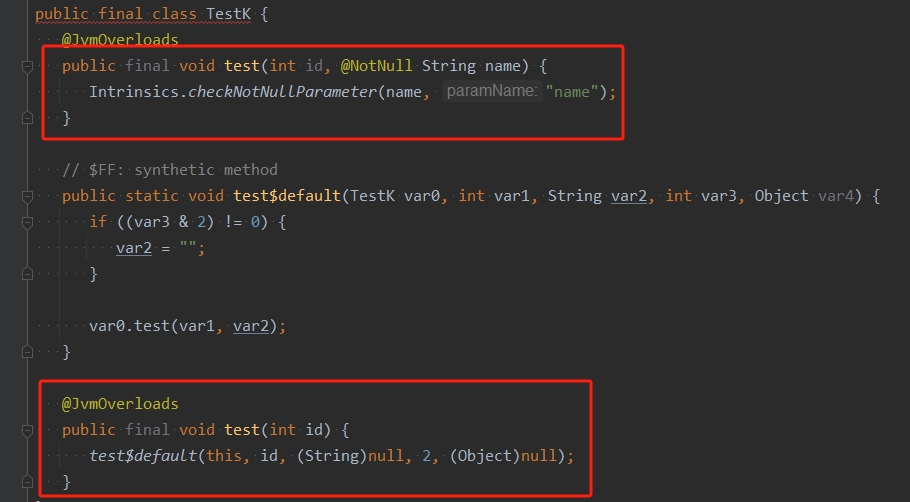 public final class TestK {
@JvmOverloads
public final void test(int id, @NotNull String name) {
Intrinsics.checkNotNullParameter(name, paramName: "name");
}
// $FF: synthetic method
public static void test$default(TestK var0, int var1, String var2, int var3, Object var4) {
if ((var3 & 2) != 0) {
var2 = "";
}
var0.test(var1, var2);
}
@JvmOverloads
public final void test(int id) {
test$default(this, id, (String)null, 2, (Object)null);
}